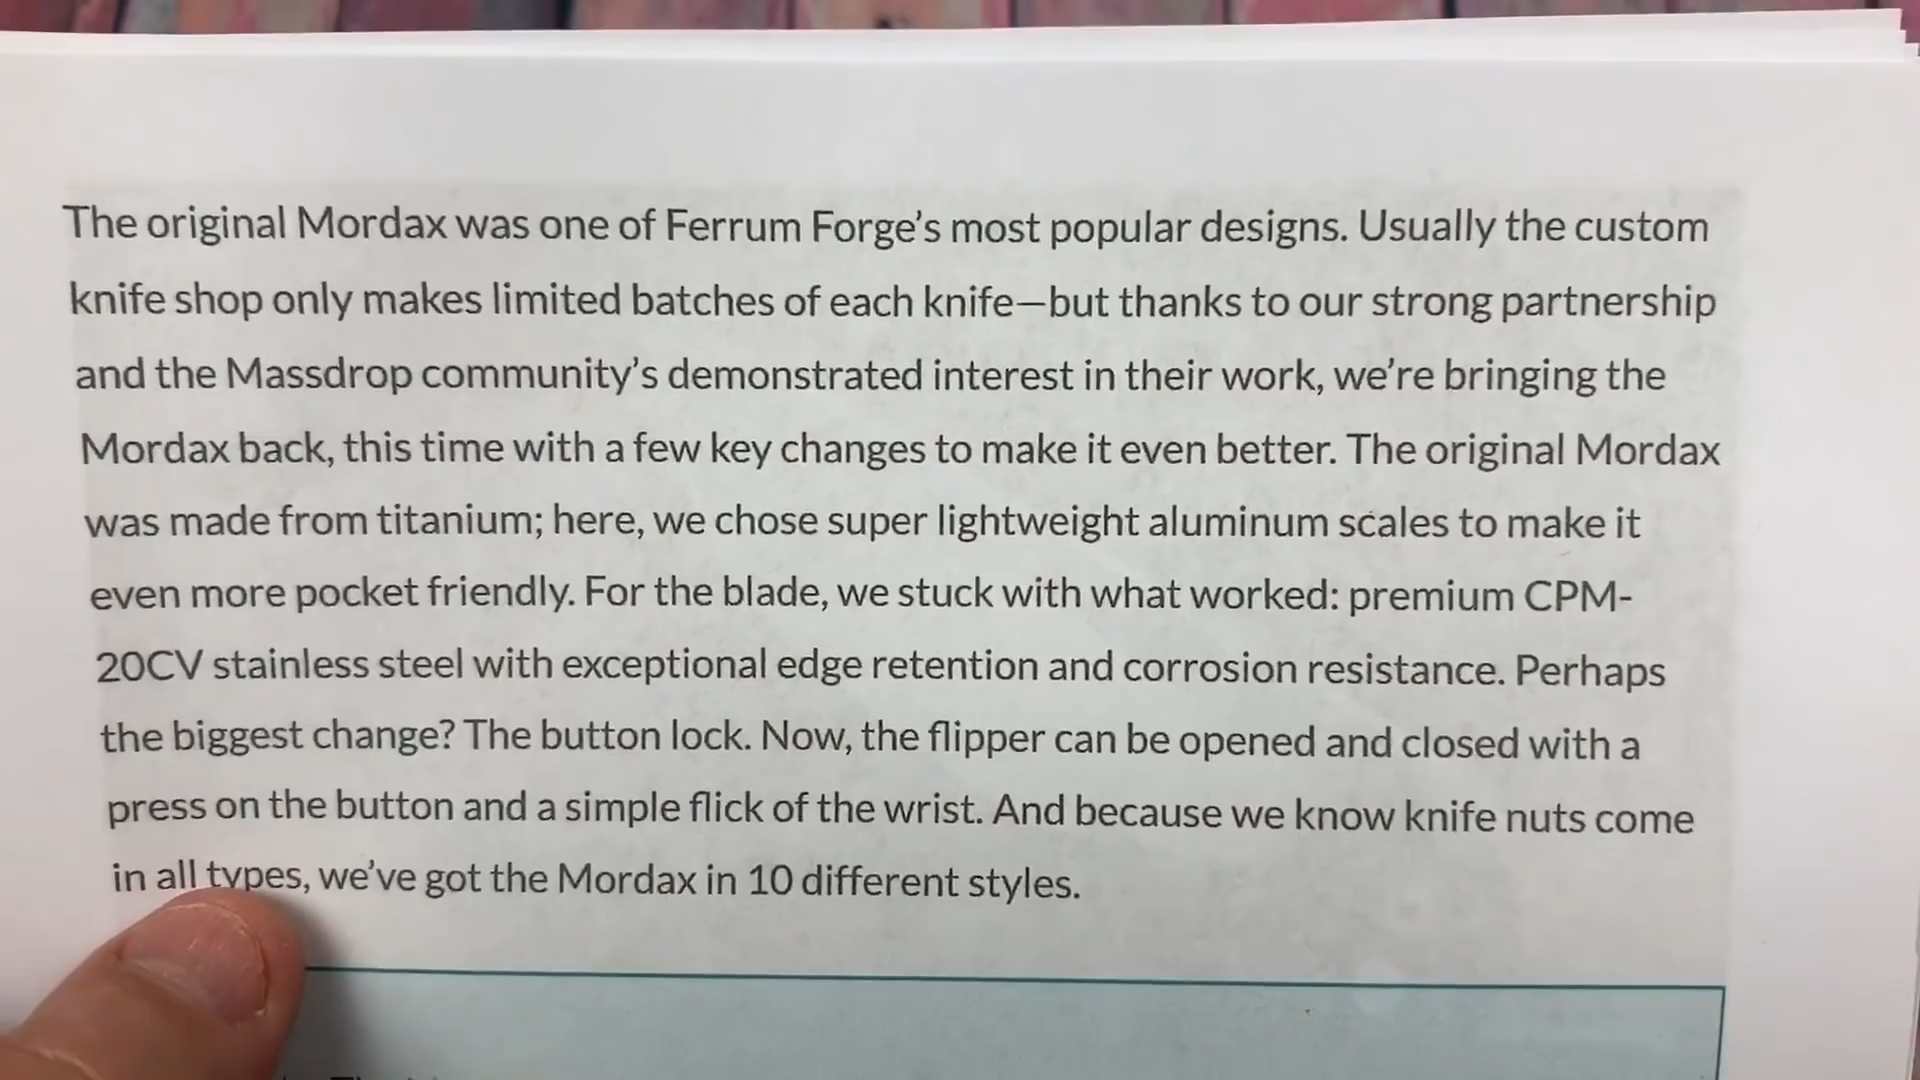 The original Mordax was one of Ferrum Forge's most popular designs. Usually the custom
knife shop only makes limited batches of each knife—but thanks to our strong partnership
and the Massdrop community's demonstrated interest in their work, we're bringing the
Mordax back, this time with a few key changes to make it even better. The original Mordax
was made from titanium; here, we chose super lightweight aluminum scales to make it
even more pocket friendly. For the blade, we stuck with what worked: premium CPM-
20CV stainless steel with exceptional edge retention and corrosion resistance. Perhaps
the biggest change? The button lock. Now, the flipper can be opened and closed with a
press on the button and a simple flick of the wrist. And because we know knife nuts come
in all types, we've got the Mordax in 10 different styles.